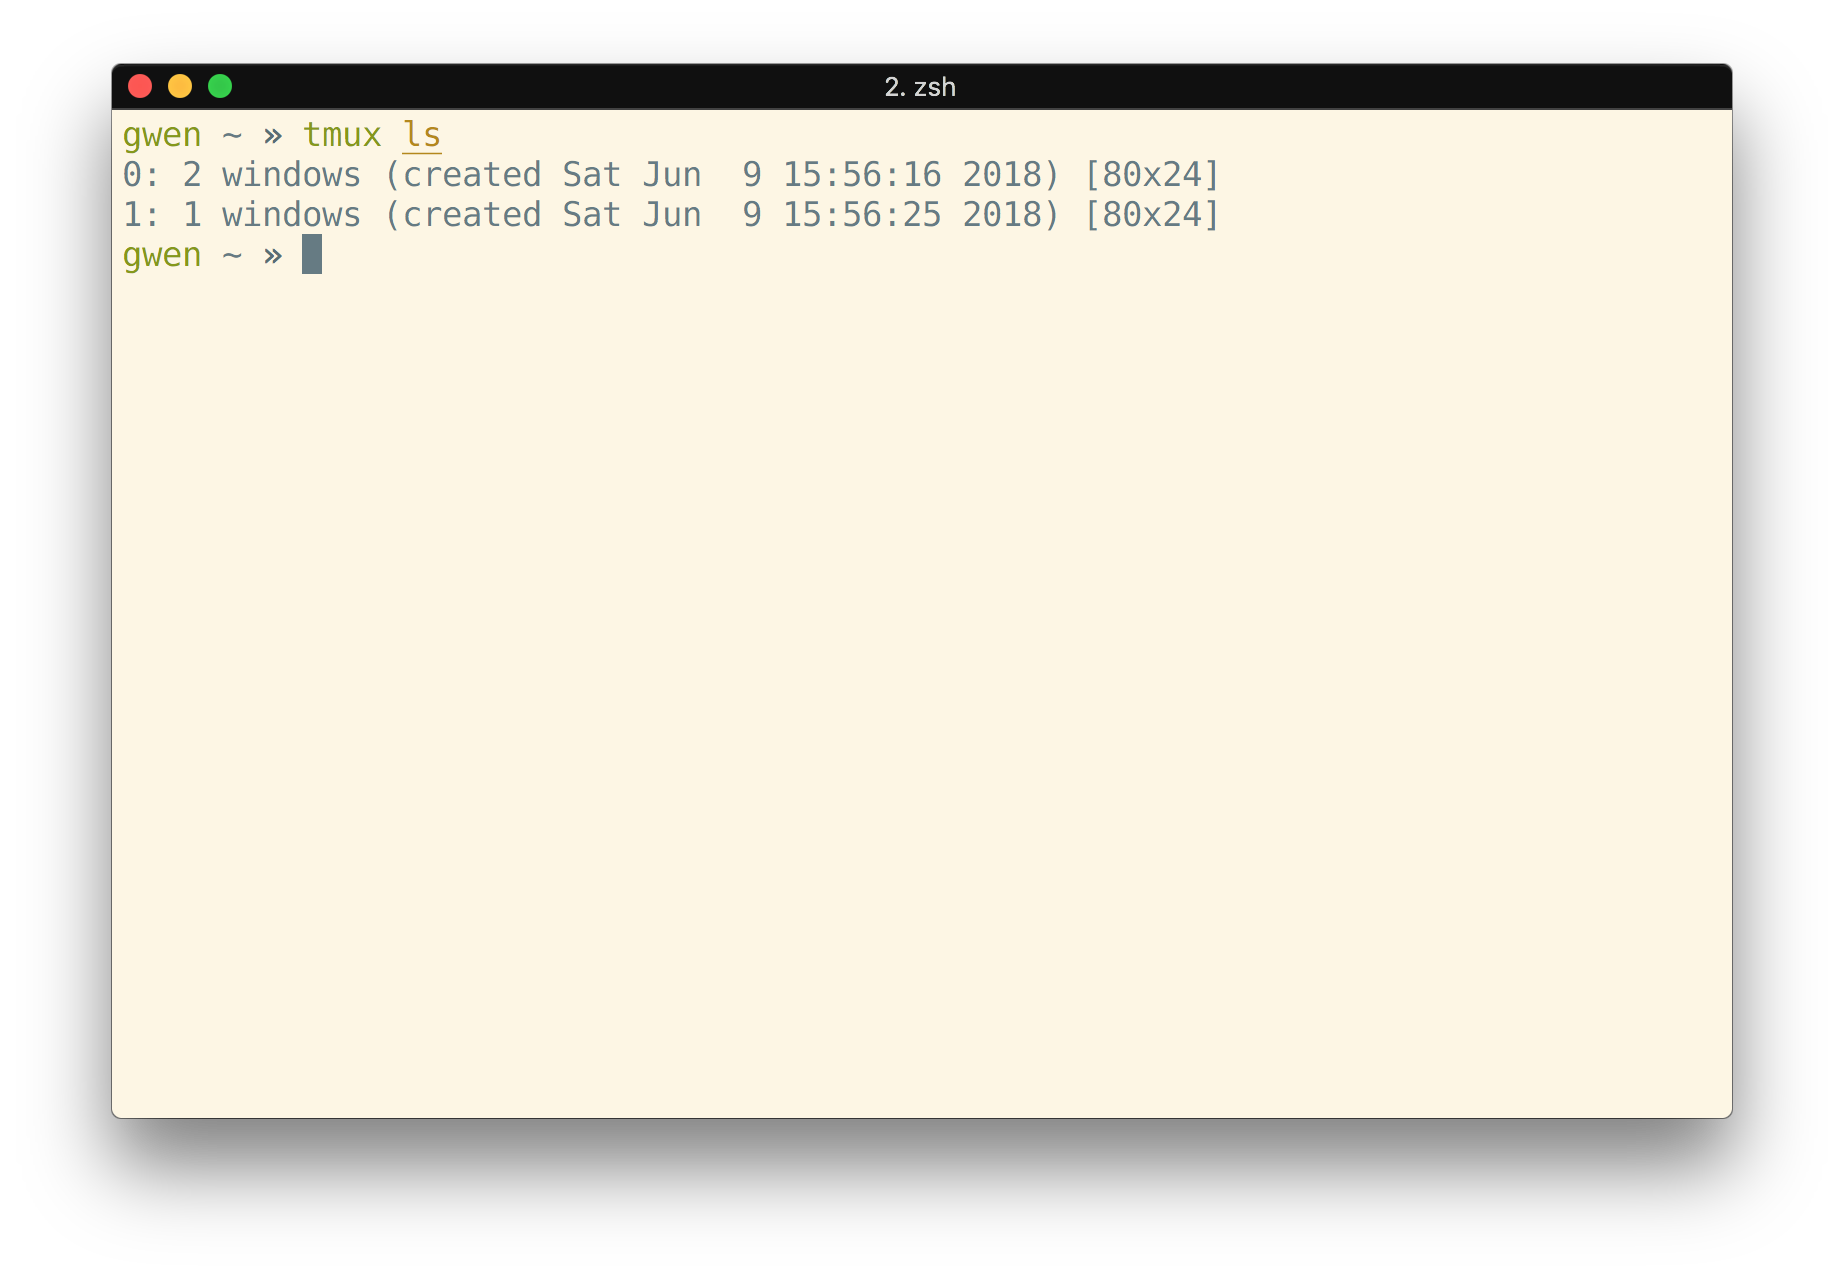 2. zsh
gwen ~ » tmux ls
0: 2 windows (created Sat Jun  9 15:56:16 2018) [80x24]
1: 1 windows (created Sat Jun  9 15:56:25 2018) [80x24]
gwen ~ »